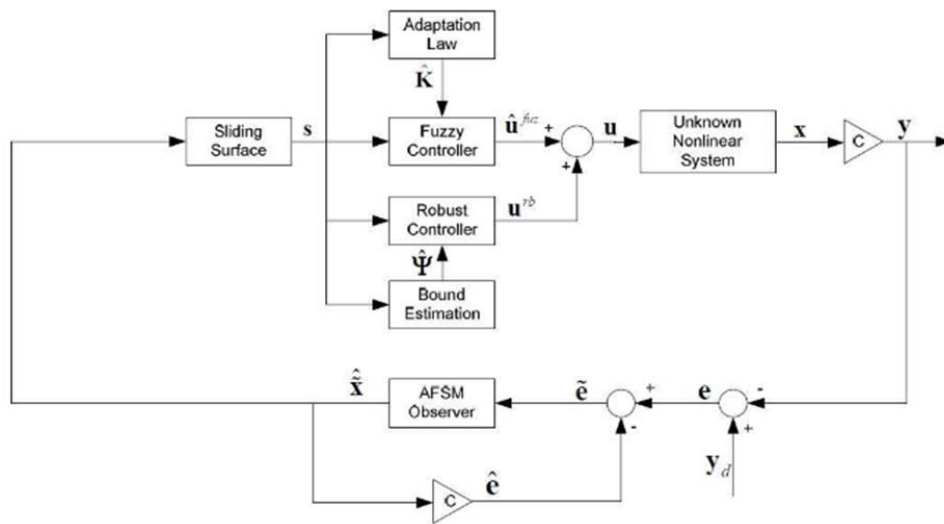 Adaptation
Law
K̂
Sliding
Surface
s
Fuzzy
Controller
û^fuz
+
+
u
Unknown
Nonlinear
System
x
C
y
Robust
Controller
u^rb
Ψ̂
Bound
Estimation
x̃̂
AFSM
Observer
ẽ
+
-
e
-
+
y_d
C
ê